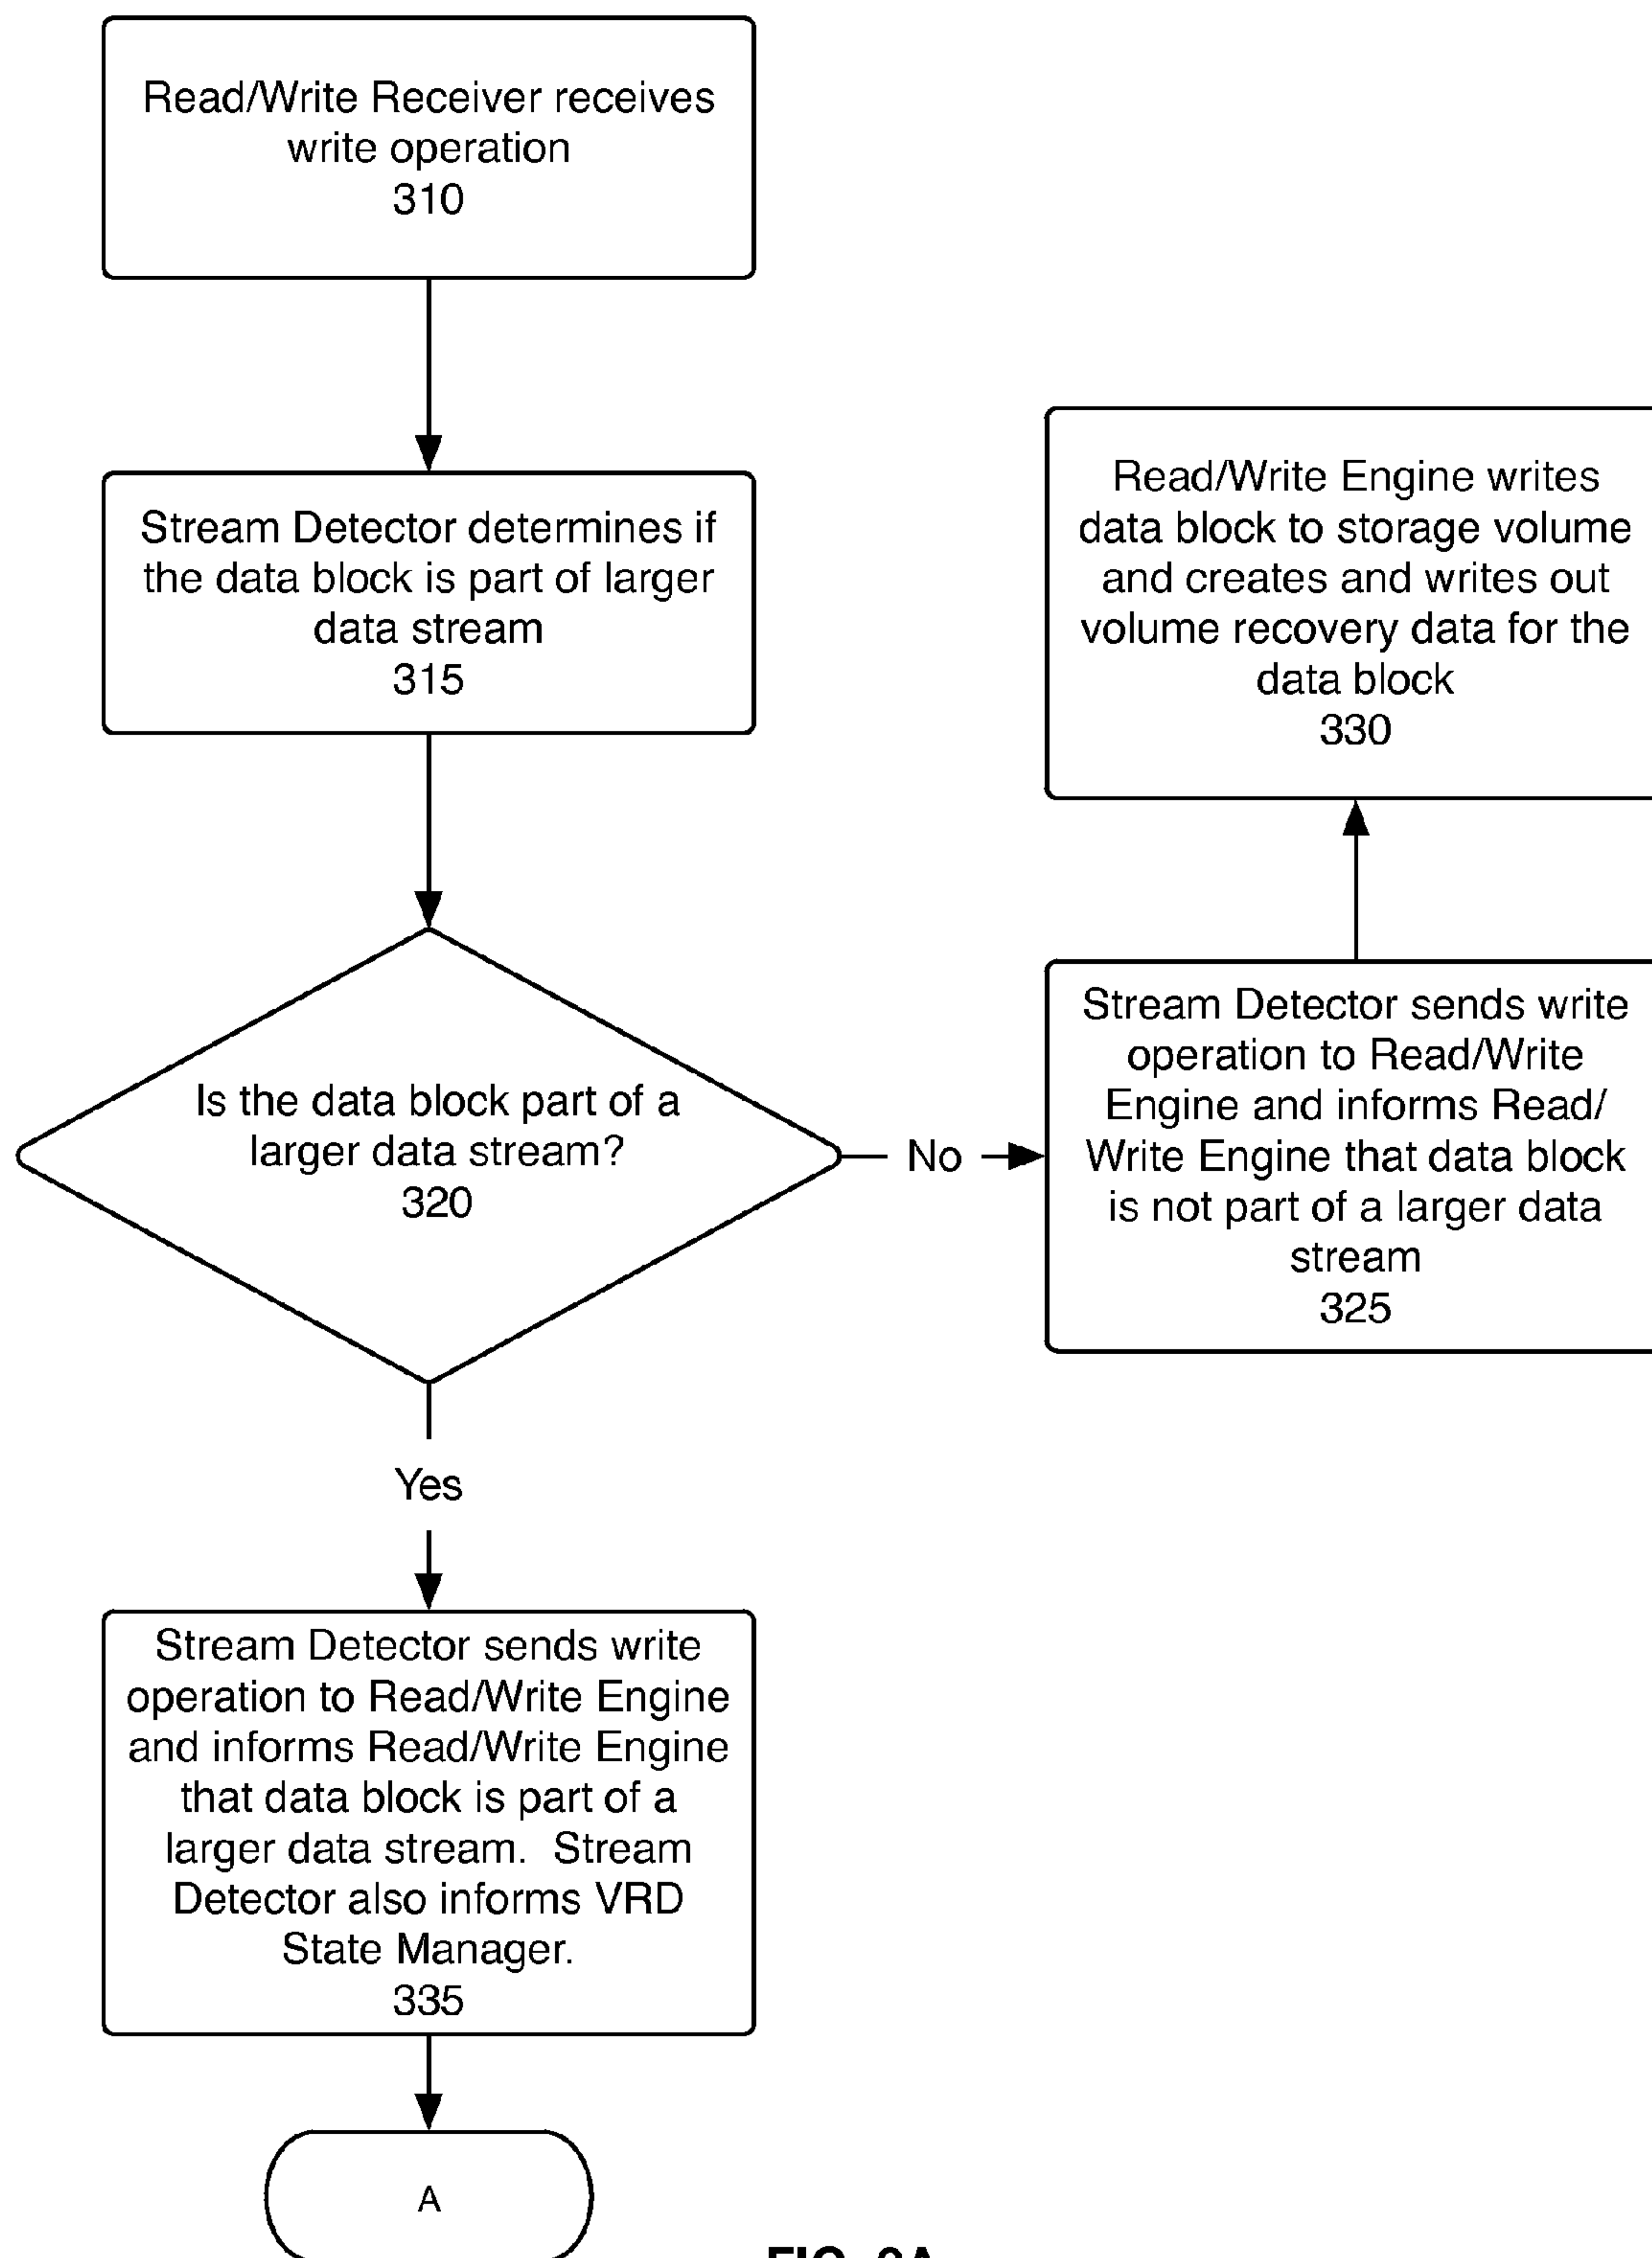 Read/Write Receiver receives
write operation
310
Stream Detector determines if
the data block is part of larger
data stream
315
Is the data block part of a
larger data stream?
320
No
Stream Detector sends write
operation to Read/Write
Engine and informs Read/
Write Engine that data block
is not part of a larger data
stream
325
Read/Write Engine writes
data block to storage volume
and creates and writes out
volume recovery data for the
data block
330
Yes
Stream Detector sends write
operation to Read/Write Engine
and informs Read/Write Engine
that data block is part of a
larger data stream. Stream
Detector also informs VRD
State Manager.
335
A
FIG.